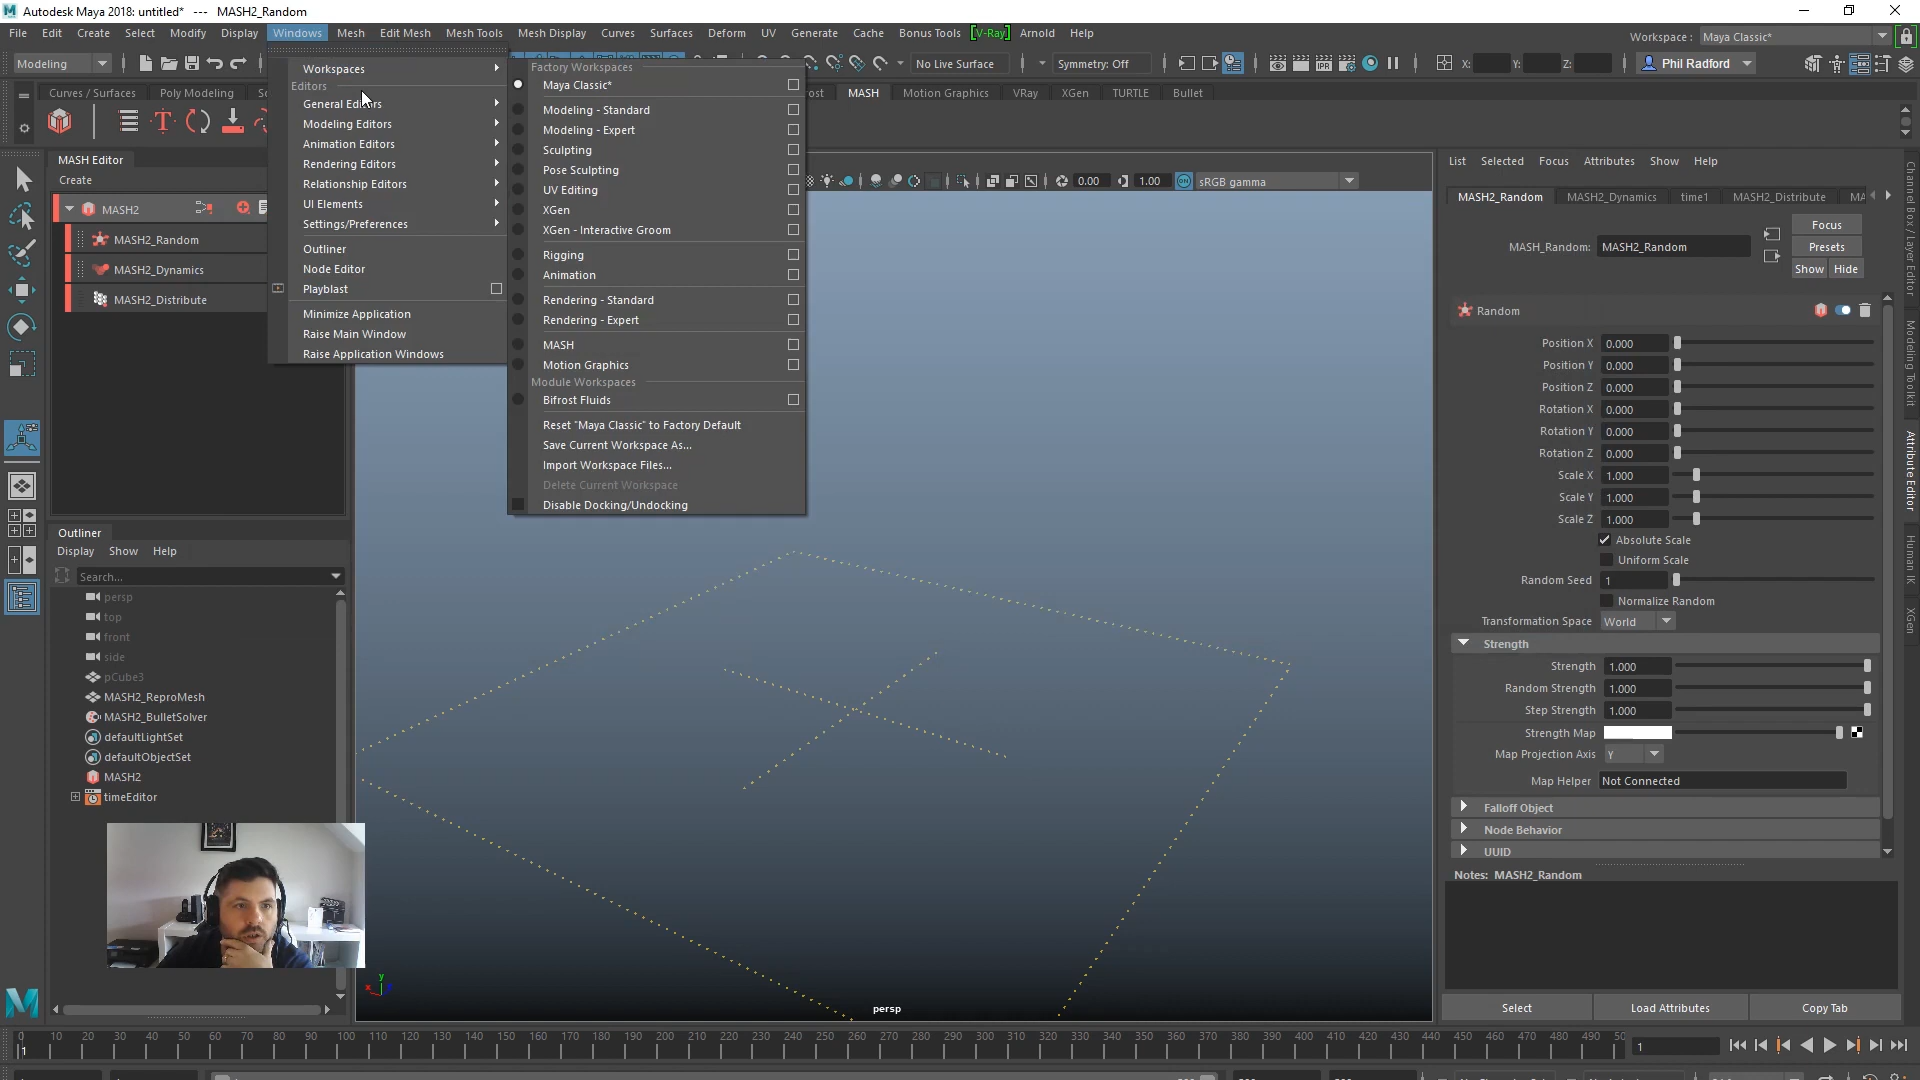 Autodesk Maya 2018: untitled* --- MASH2_Random
File Edit Create Select Modify Display Windows Mesh Edit Mesh Mesh Tools Mesh Display Curves Surfaces Deform UV Generate Cache Bonus Tools [V-Ray] Arnold Help
Workspace : Maya Classic*
Modeling No Live Surface Symmetry: Off X: Y: Z: Phil Radford
Curves / Surfaces Poly Modeling MASH Motion Graphics VRay XGen TURTLE Bullet
MASH Editor
Create
MASH2
MASH2_Random
MASH2_Dynamics
MASH2_Distribute
Workspaces
Editors
General Editors
Modeling Editors
Animation Editors
Rendering Editors
Relationship Editors
UI Elements
Settings/Preferences
Outliner
Node Editor
Playblast
Minimize Application
Raise Main Window
Raise Application Windows
Factory Workspaces
Maya Classic*
Modeling - Standard
Modeling - Expert
Sculpting
Pose Sculpting
UV Editing
XGen
XGen - Interactive Groom
Rigging
Animation
Rendering - Standard
Rendering - Expert
MASH
Motion Graphics
Module Workspaces
Bifrost Fluids
Reset "Maya Classic" to Factory Default
Save Current Workspace As...
Import Workspace Files...
Delete Current Workspace
Disable Docking/Undocking
0.00 1.00 sRGB gamma
Outliner
Display Show Help
Search...
persp
top
front
side
pCube3
MASH2_ReproMesh
MASH2_BulletSolver
defaultLightSet
defaultObjectSet
MASH2
timeEditor
y
persp
List Selected Focus Attributes Show Help
MASH2_Random MASH2_Dynamics time1 MASH2_Distribute MA
MASH_Random: MASH2_Random
Focus
Presets
Show Hide
Random
Position X 0.000
Position Y 0.000
Position Z 0.000
Rotation X 0.000
Rotation Y 0.000
Rotation Z 0.000
Scale X 1.000
Scale Y 1.000
Scale Z 1.000
Absolute Scale
Uniform Scale
Random Seed 1
Normalize Random
Transformation Space World
Strength
Strength 1.000
Random Strength 1.000
Step Strength 1.000
Strength Map
Map Projection Axis Y
Map Helper Not Connected
Falloff Object
Node Behavior
UUID
Notes: MASH2_Random
Select Load Attributes Copy Tab
Channel Box / Layer Editor
Modeling Toolkit
Attribute Editor
Human IK
XGen
0 10 20 30 40 50 60 70 80 90 100 110 120 130 140 150 160 170 180 190 200 210 220 230 240 250 260 270 280 290 300 310 320 330 340 350 360 370 380 390 400 410 420 430 440 450 460 470 480 490 50
1 1